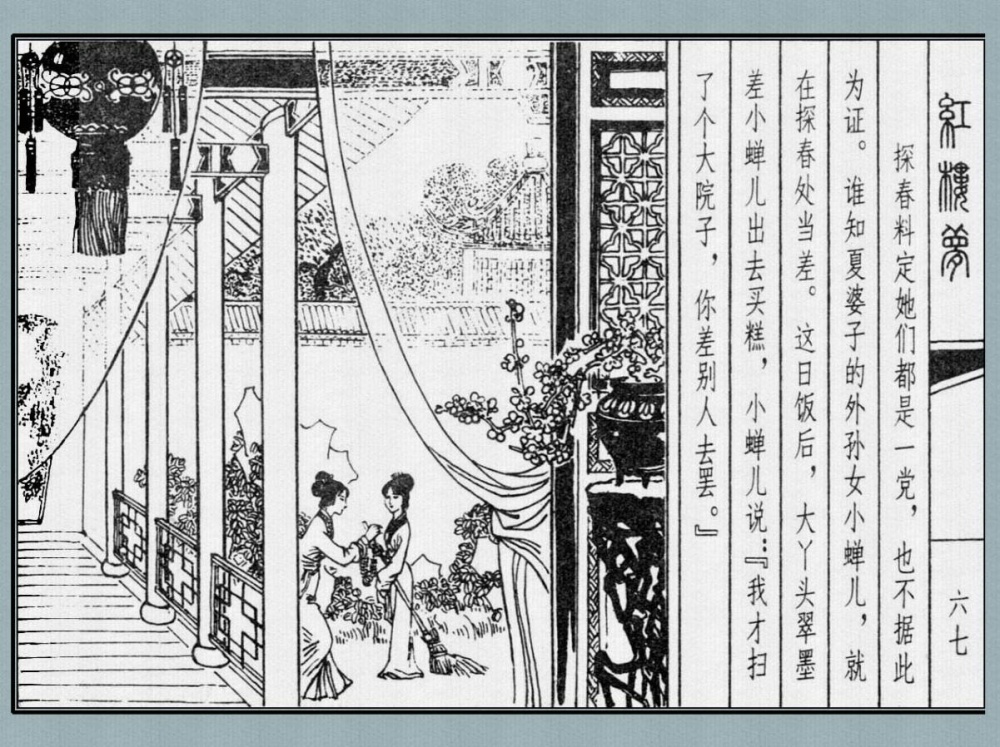 紅樓夢
六七
探春料定她们都是一党，也不据此
为证。谁知夏婆子的外孙女小蝉儿，就
在探春处当差。这日饭后，大丫头翠墨
差小蝉儿出去买糕，小蝉儿说：『我才扫
了个大院子，你差别人去罢。』